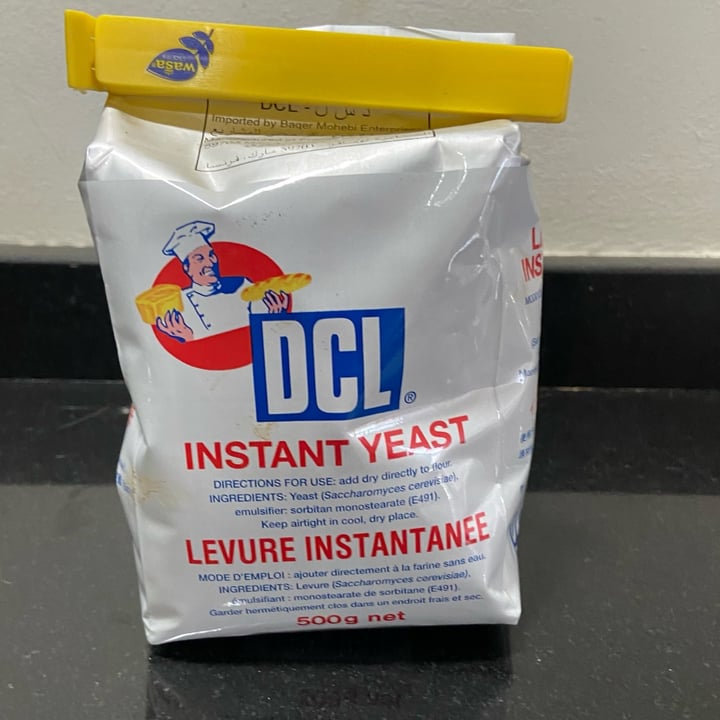 wasa
DCL - د س ل
Imported by Baqer Mohebi Enterprises
DCL®
INSTANT YEAST
DIRECTIONS FOR USE: add dry directly to flour.
INGREDIENTS: Yeast (Saccharomyces cerevisiae),
emulsifier: sorbitan monostearate (E491).
Keep airtight in cool, dry place.
LEVURE INSTANTANEE
MODE D'EMPLOI : ajouter directement à la farine sans eau.
INGREDIENTS: Levure (Saccharomyces cerevisiae),
émulsifiant : monostearate de sorbitane (E491).
Garder hermétiquement clos dans un endroit frais et sec.
500g net
INS